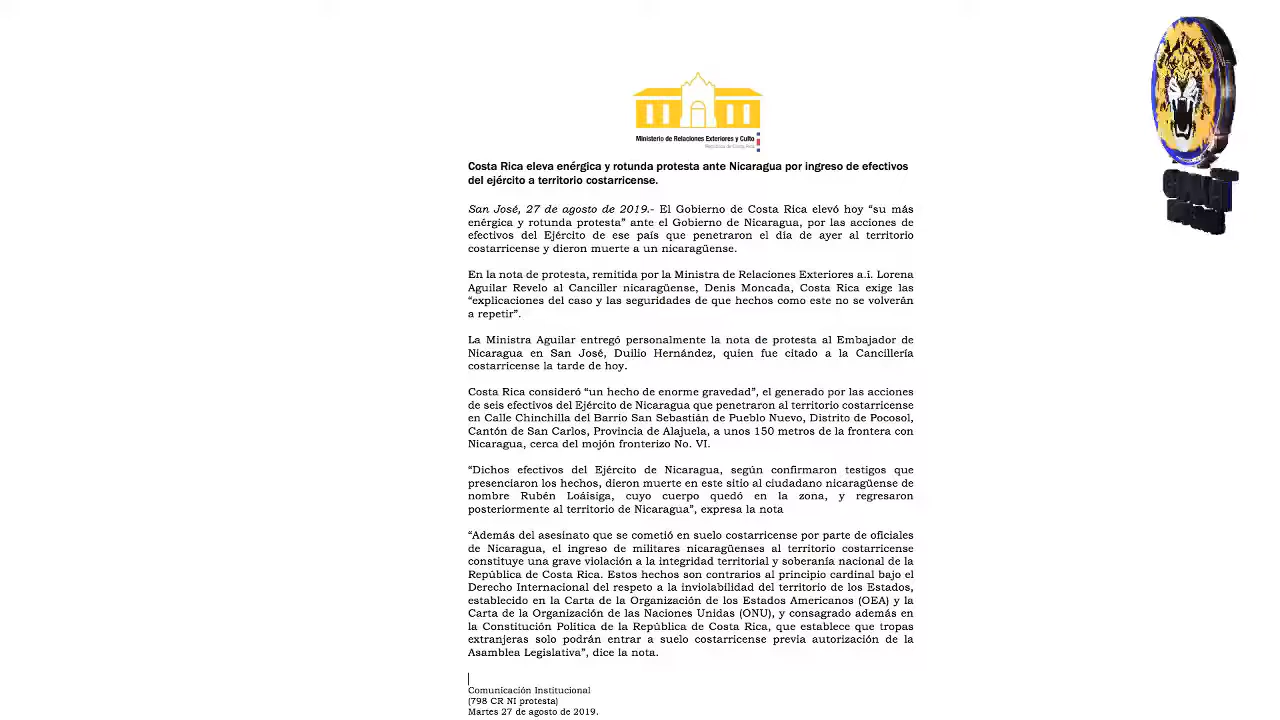 Ministerio de Relaciones Exteriores y Culto
República de Costa Rica
Costa Rica eleva enérgica y rotunda protesta ante Nicaragua por ingreso de efectivos
del ejército a territorio costarricense.
San José, 27 de agosto de 2019.- El Gobierno de Costa Rica elevó hoy “su más
enérgica y rotunda protesta” ante el Gobierno de Nicaragua, por las acciones de
efectivos del Ejército de ese país que penetraron el día de ayer al territorio
costarricense y dieron muerte a un nicaragüense.
En la nota de protesta, remitida por la Ministra de Relaciones Exteriores a.i. Lorena
Aguilar Revelo al Canciller nicaragüense, Denis Moncada, Costa Rica exige las
“explicaciones del caso y las seguridades de que hechos como este no se volverán
a repetir”.
La Ministra Aguilar entregó personalmente la nota de protesta al Embajador de
Nicaragua en San José, Duilio Hernández, quien fue citado a la Cancillería
costarricense la tarde de hoy.
Costa Rica consideró “un hecho de enorme gravedad”, el generado por las acciones
de seis efectivos del Ejército de Nicaragua que penetraron al territorio costarricense
en Calle Chinchilla del Barrio San Sebastián de Pueblo Nuevo, Distrito de Pocosol,
Cantón de San Carlos, Provincia de Alajuela, a unos 150 metros de la frontera con
Nicaragua, cerca del mojón fronterizo No. VI.
“Dichos efectivos del Ejército de Nicaragua, según confirmaron testigos que
presenciaron los hechos, dieron muerte en este sitio al ciudadano nicaragüense de
nombre Rubén Loáisiga, cuyo cuerpo quedó en la zona, y regresaron
posteriormente al territorio de Nicaragua”, expresa la nota
“Además del asesinato que se cometió en suelo costarricense por parte de oficiales
de Nicaragua, el ingreso de militares nicaragüenses al territorio costarricense
constituye una grave violación a la integridad territorial y soberanía nacional de la
República de Costa Rica. Estos hechos son contrarios al principio cardinal bajo el
Derecho Internacional del respeto a la inviolabilidad del territorio de los Estados,
establecido en la Carta de la Organización de los Estados Americanos (OEA) y la
Carta de la Organización de las Naciones Unidas (ONU), y consagrado además en
la Constitución Política de la República de Costa Rica, que establece que tropas
extranjeras solo podrán entrar a suelo costarricense previa autorización de la
Asamblea Legislativa”, dice la nota.
Comunicación Institucional
(798 CR NI protesta)
Martes 27 de agosto de 2019.